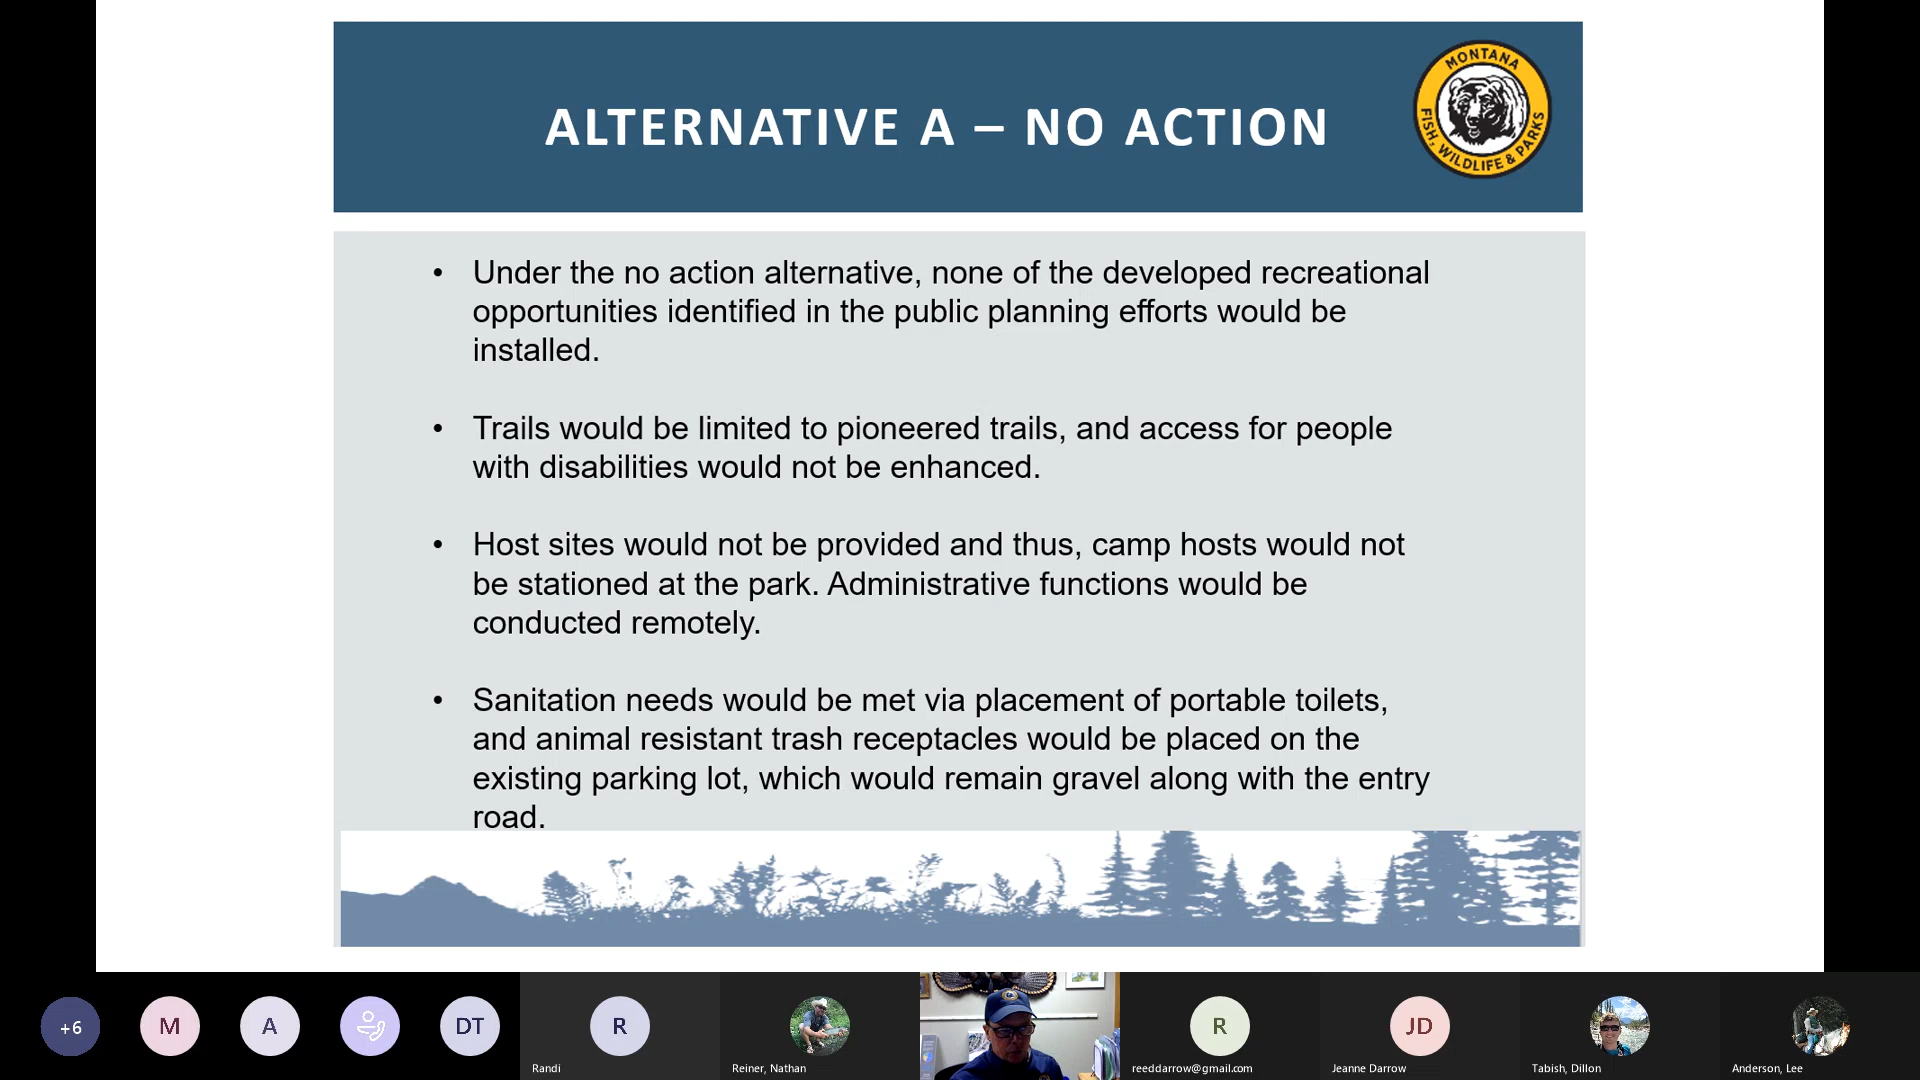 ALTERNATIVE A – NO ACTION
MONTANA
FISH, WILDLIFE & PARKS
• Under the no action alternative, none of the developed recreational
opportunities identified in the public planning efforts would be
installed.
• Trails would be limited to pioneered trails, and access for people
with disabilities would not be enhanced.
• Host sites would not be provided and thus, camp hosts would not
be stationed at the park. Administrative functions would be
conducted remotely.
• Sanitation needs would be met via placement of portable toilets,
and animal resistant trash receptacles would be placed on the
existing parking lot, which would remain gravel along with the entry
road.
+6
M
A
DT
R
R
JD
Randi
Reiner, Nathan
reeddarrow@gmail.com
Jeanne Darrow
Tabish, Dillon
Anderson, Lee